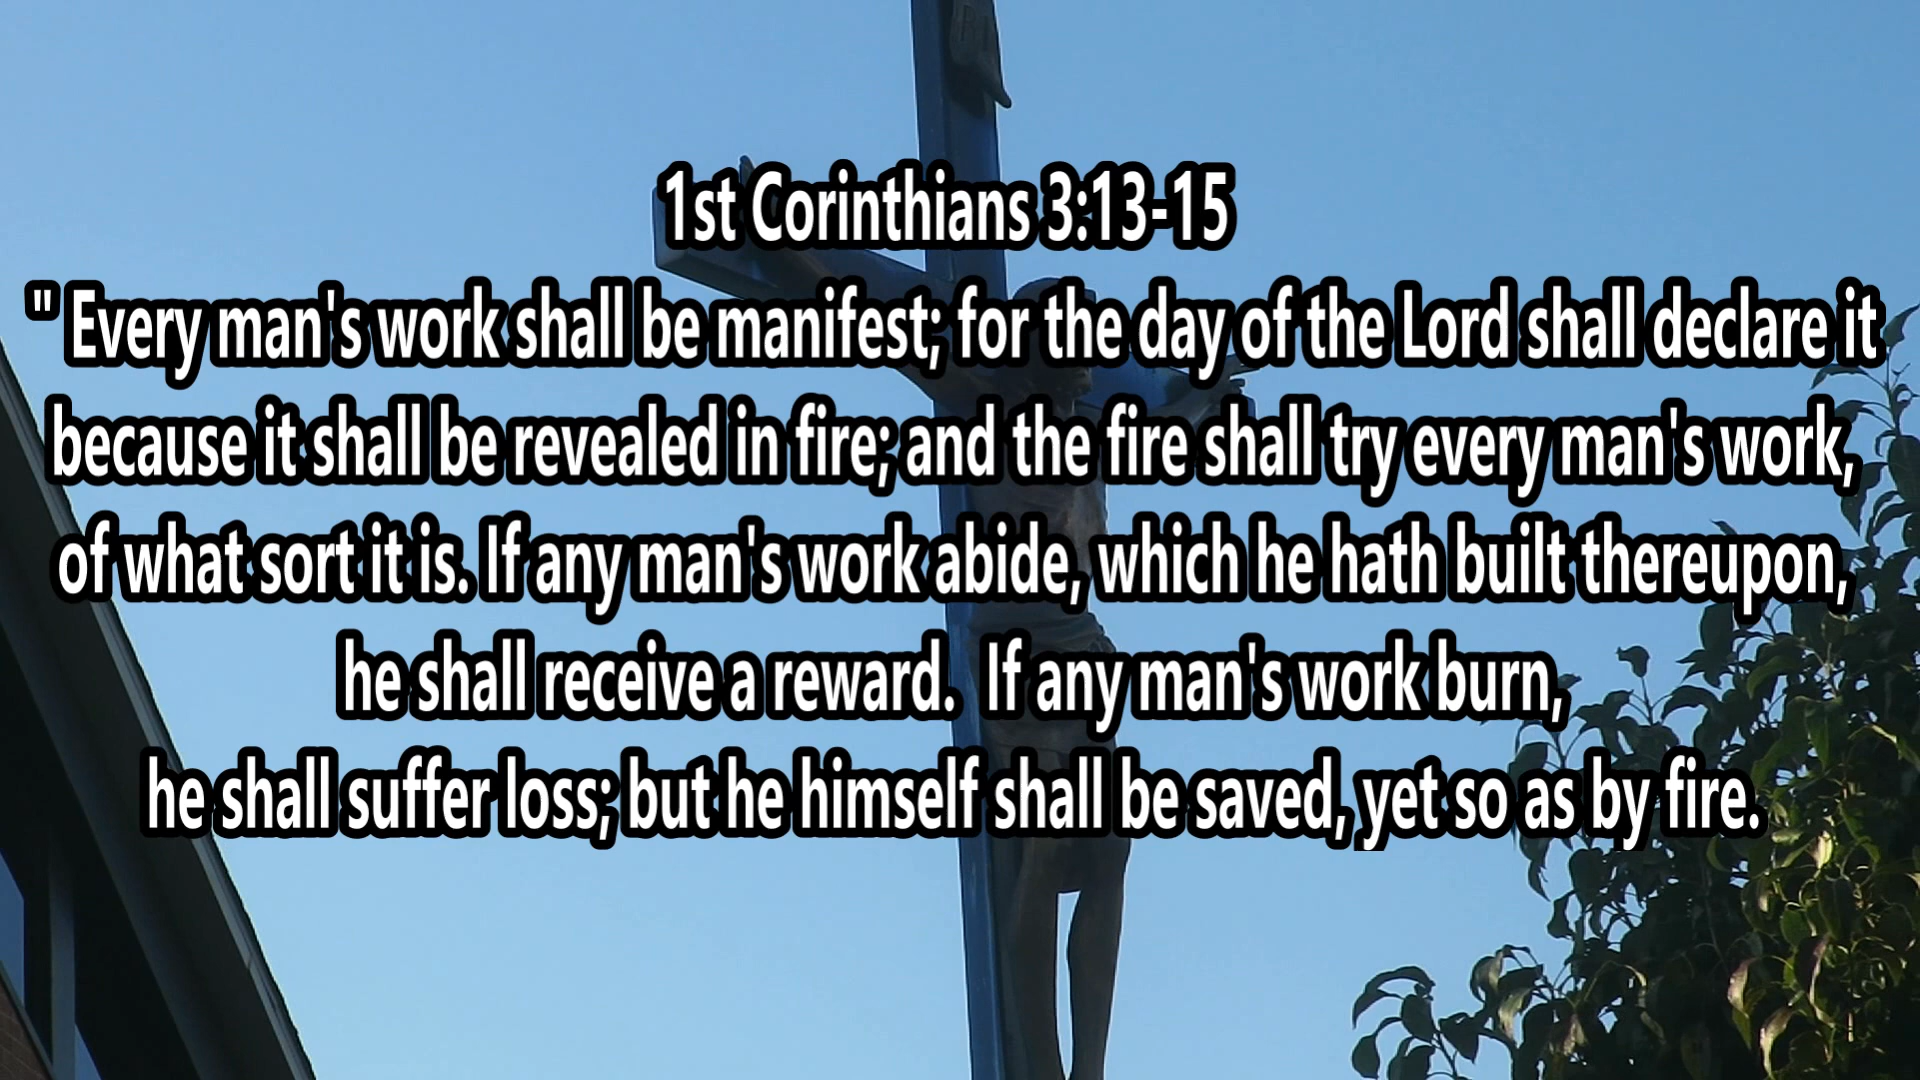 1st Corinthians 3:13-15
" Every man's work shall be manifest; for the day of the Lord shall declare it
because it shall be revealed in fire; and the fire shall try every man's work,
of what sort it is. If any man's work abide, which he hath built thereupon,
he shall receive a reward.  If any man's work burn,
he shall suffer loss; but he himself shall be saved, yet so as by fire.